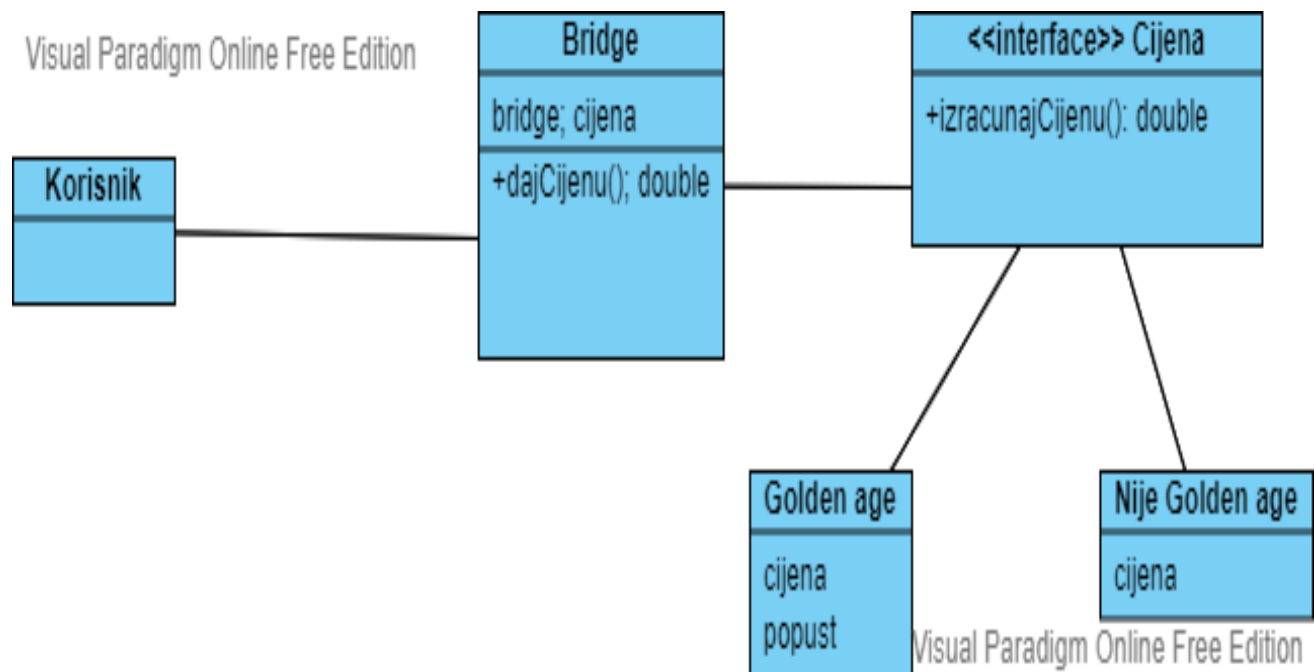 Visual Paradigm Online Free Edition
Bridge
bridge; cijena
+dajCijenu(); double
<<interface>> Cijena
+izracunajCijenu(): double
Korisnik
Golden age
cijena
popust
Nije Golden age
cijena
Visual Paradigm Online Free Edition